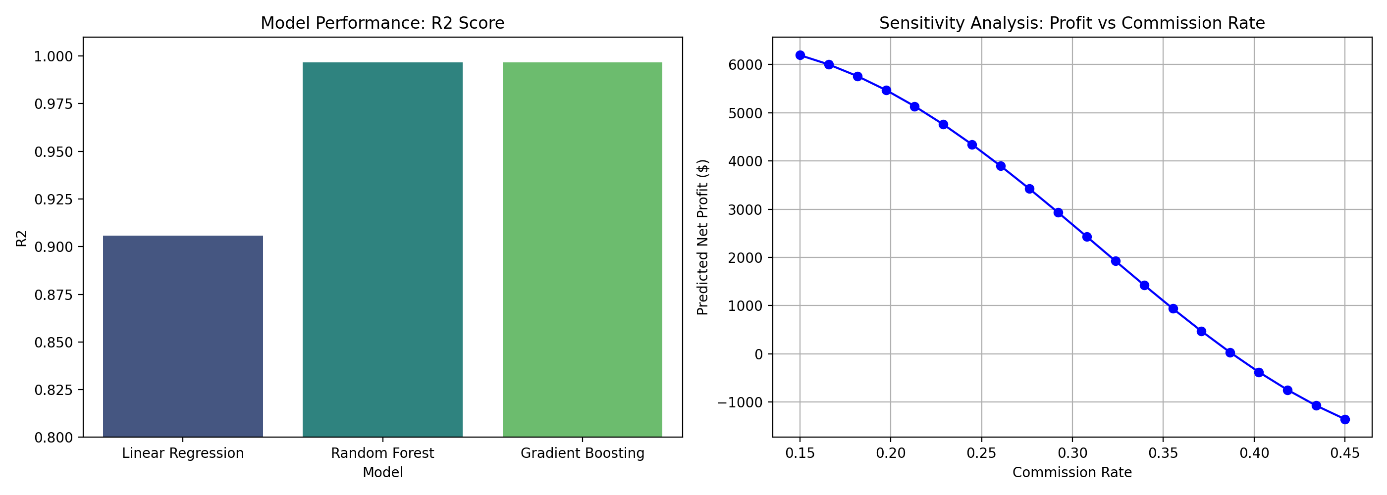 Model Performance: R2 Score
1.000
0.975
0.950
0.925
0.900
0.875
0.850
0.825
0.800
R2
Linear Regression Random Forest Gradient Boosting
Model
Sensitivity Analysis: Profit vs Commission Rate
6000
5000
4000
3000
2000
1000
0
−1000
Predicted Net Profit ($)
0.15 0.20 0.25 0.30 0.35 0.40 0.45
Commission Rate